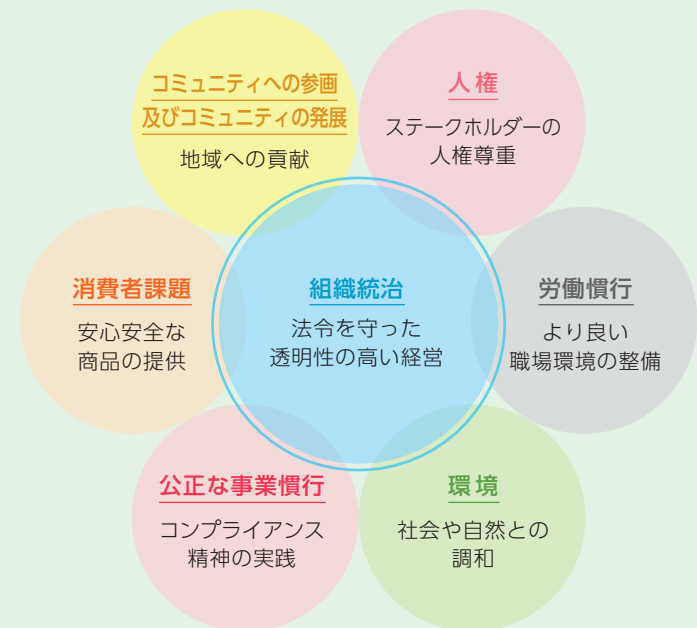 コミュニティへの参画
及びコミュニティの発展
地域への貢献
人権
ステークホルダーの
人権尊重
消費者課題
安心安全な
商品の提供
組織統治
法令を守った
透明性の高い経営
労働慣行
より良い
職場環境の整備
公正な事業慣行
コンプライアンス
精神の実践
環境
社会や自然との
調和